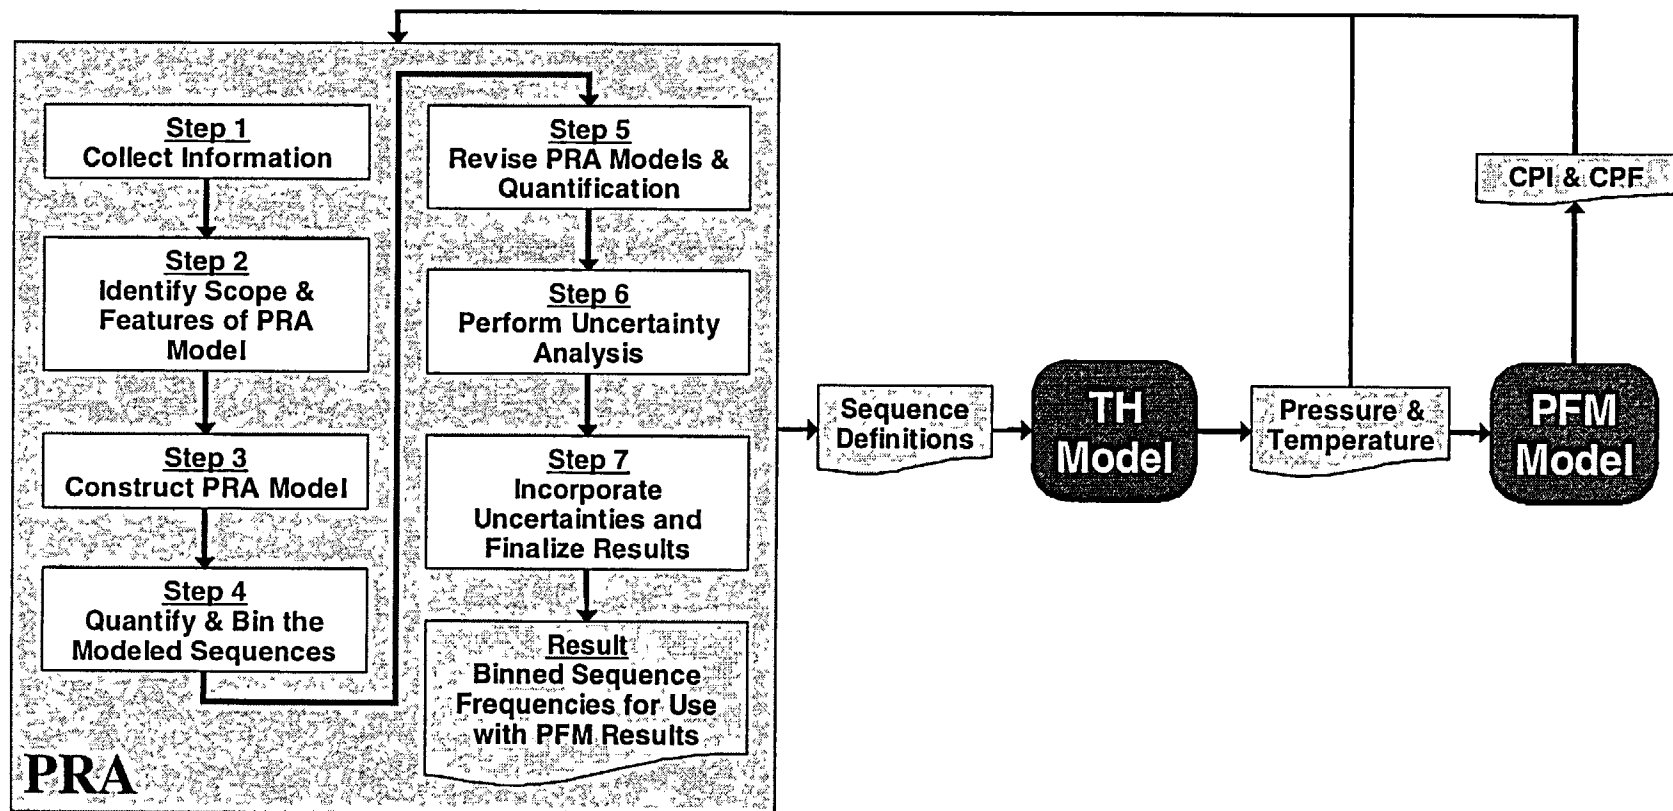 Step 1
Collect Information
Step 2
Identify Scope &
Features of PRA
Model
Step 3
Construct PRA Model
Step 4
Quantify & Bin the
Modeled Sequences
Step 5
Revise PRA Models &
Quantification
Step 6
Perform Uncertainty
Analysis
Step 7
Incorporate
Uncertainties and
Finalize Results
Result
Binned Sequence
Frequencies for Use
with PFM Results
PRA
Sequence
Definitions
TH
Model
Pressure &
Temperature
PFM
Model
CPI & CPF